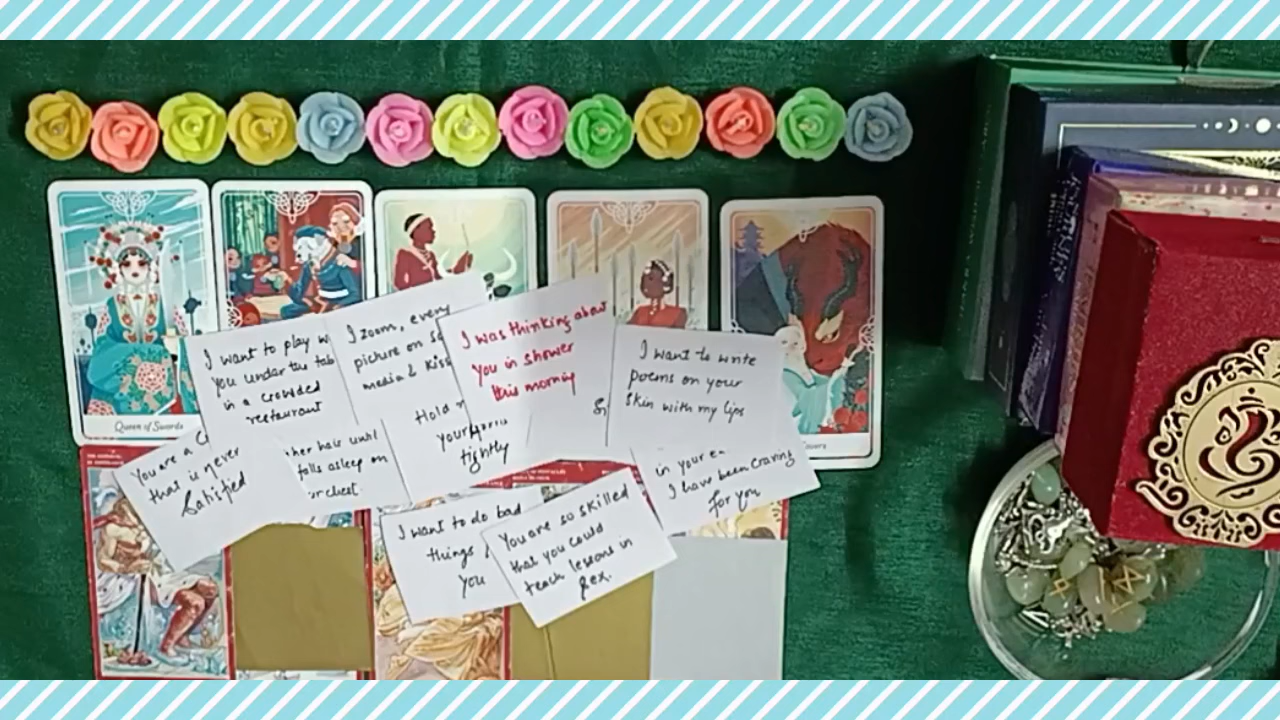 Queen of Swords
I want to play
you under the
in a crowded
restaurant
I zoom, every
picture on
media & Kiss
I was thinking about
you in shower
this morning
I want to write
poems on your
skin with my lips
Hold
your
tightly
her hair until
falls asleep on
chest.
You are a
that is never
Satisfied
in your
I have been craving
for you
I want to do bad
things
you
You are so skilled
that you could
teach lessons in
Sex.